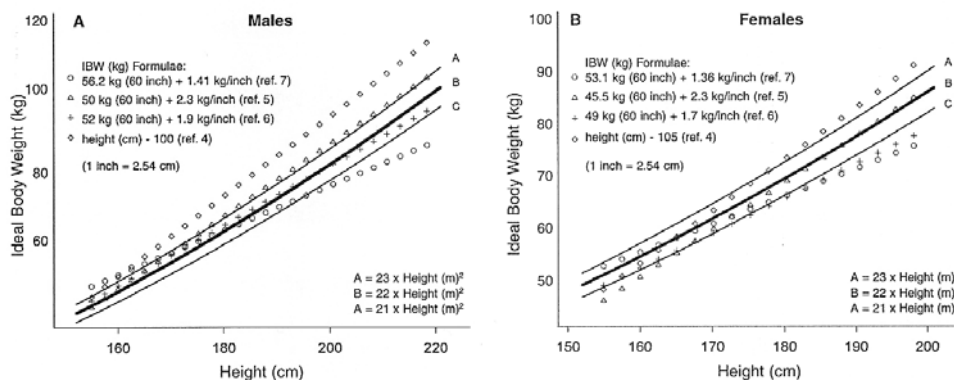 A
Males
Ideal Body Weight (kg)
120
100
80
60
IBW (kg) Formulae:
56.2 kg (60 inch) + 1.41 kg/inch (ref. 7)
50 kg (60 inch) + 2.3 kg/inch (ref. 5)
52 kg (60 inch) + 1.9 kg/inch (ref. 6)
height (cm) - 100 (ref. 4)
(1 inch = 2.54 cm)
A
B
C
A = 23 x Height (m)²
B = 22 x Height (m)²
A = 21 x Height (m)²
160
180
200
220
Height (cm)
B
Females
Ideal Body Weight (kg)
100
90
80
70
60
50
IBW (kg) Formulae:
53.1 kg (60 inch) + 1.36 kg/inch (ref. 7)
45.5 kg (60 inch) + 2.3 kg/inch (ref. 5)
49 kg (60 inch) + 1.7 kg/inch (ref. 6)
height (cm) - 105 (ref. 4)
(1 inch = 2.54 cm)
A
B
C
A = 23 x Height (m)
B = 22 x Height (m)
A = 21 x Height (m)
150
160
170
180
190
200
Height (cm)